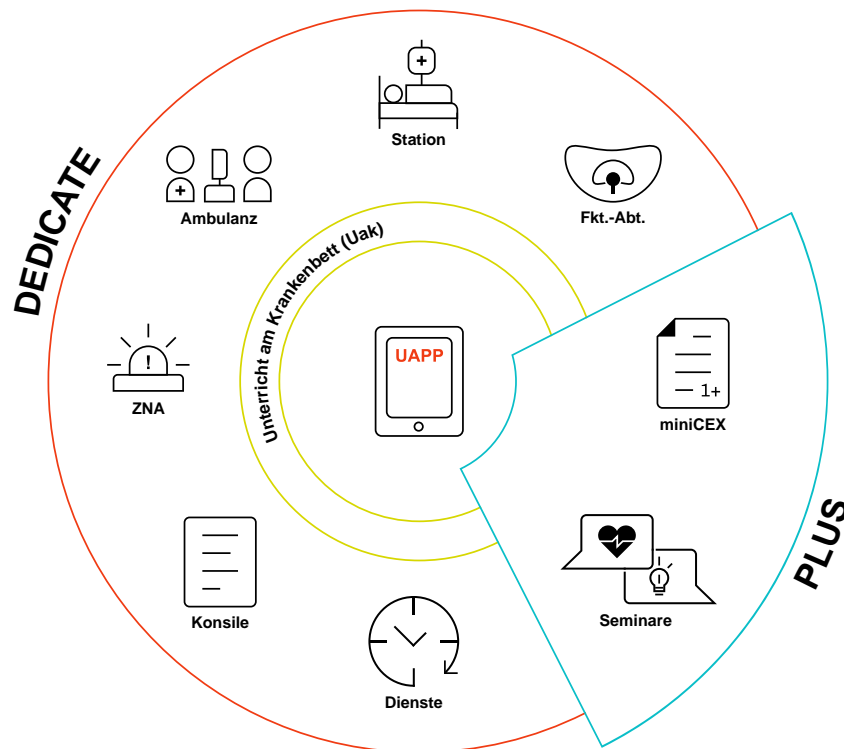 Station
Ambulanz
Fkt.-Abt.
DEDICATE
Unterricht am Krankenbett (Uak)
UAPP
!
ZNA
1+
miniCEX
PLUS
Konsile
Seminare
Dienste